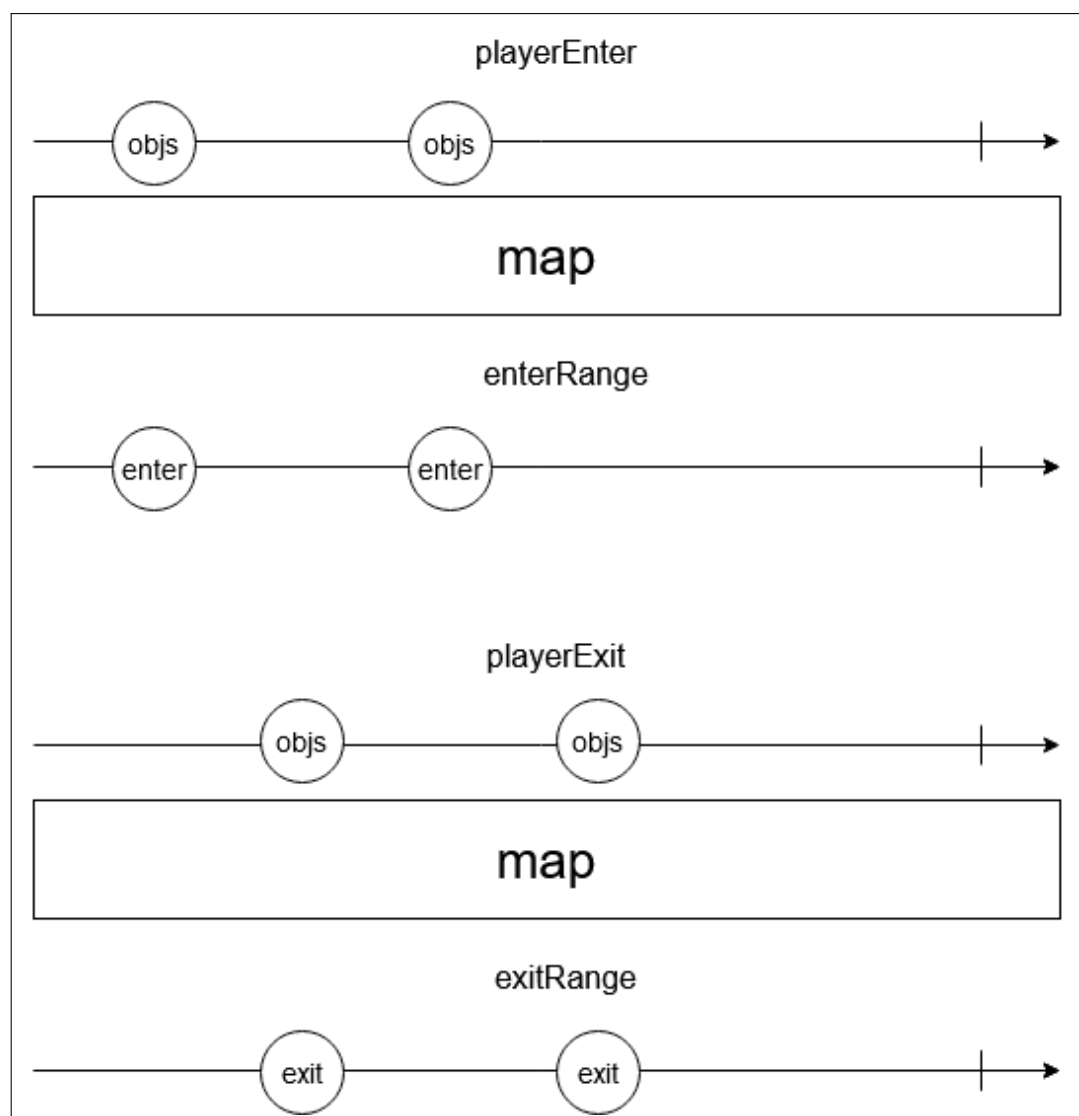 playerEnter
objs objs
map
enterRange
enter enter
playerExit
objs objs
map
exitRange
exit exit